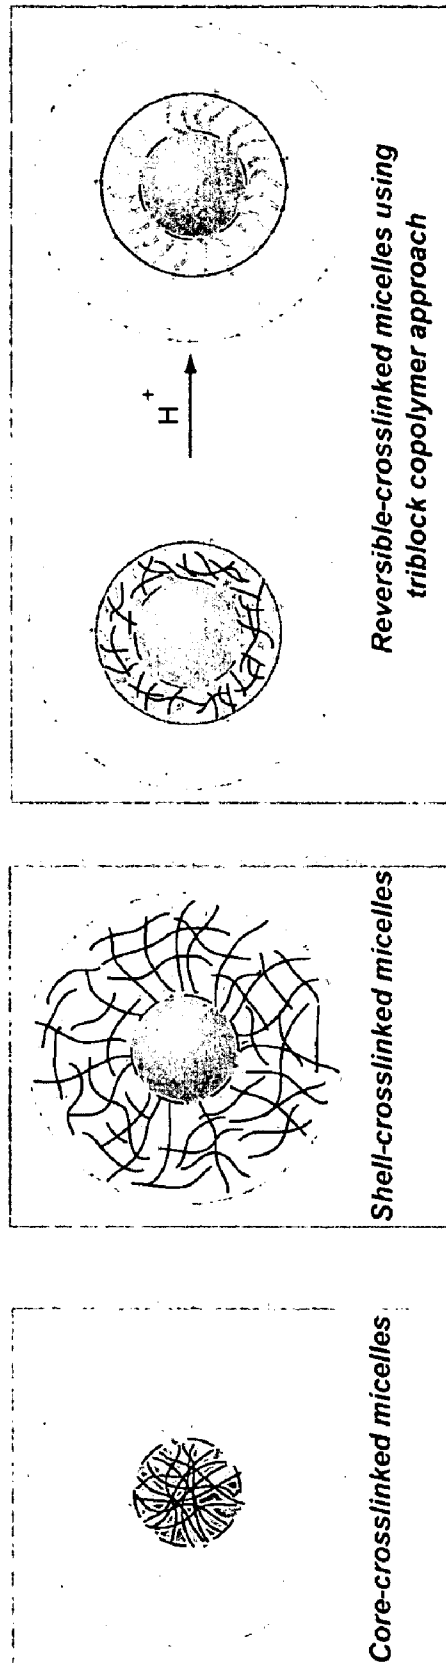 Core-crosslinked micelles
Shell-crosslinked micelles
H+
Reversible-crosslinked micelles using
triblock copolymer approach